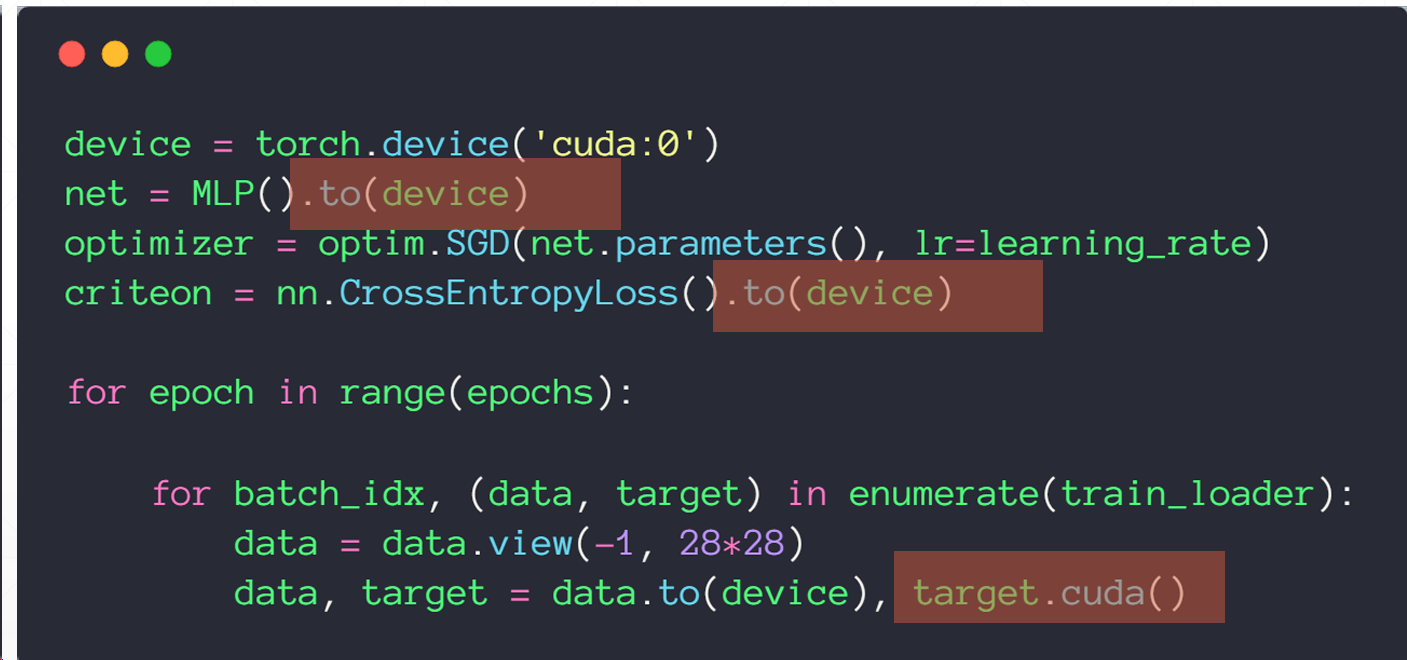 device = torch.device('cuda:0')
net = MLP().to(device)
optimizer = optim.SGD(net.parameters(), lr=learning_rate)
criteon = nn.CrossEntropyLoss().to(device)
for epoch in range(epochs):
for batch_idx, (data, target) in enumerate(train_loader):
data = data.view(-1, 28*28)
data, target = data.to(device), target.cuda()